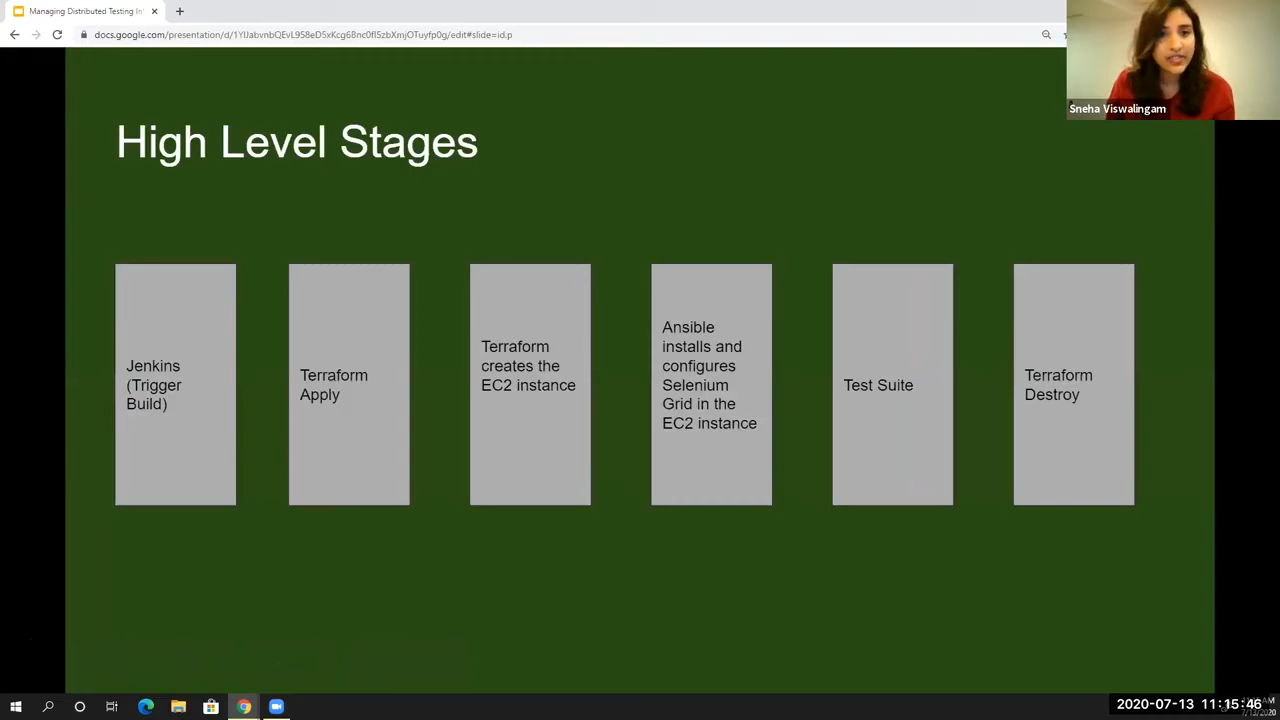 Managing Distributed Testing In
docs.google.com/presentation/d/1YlJabvnbQEvL958eD5xKcg6Bnc0fI5zbXmjOTuyfp0g/edit#slide=id.p
Sneha Viswalingam
High Level Stages
Jenkins
(Trigger
Build)
Terraform
Apply
Terraform
creates the
EC2 instance
Ansible
installs and
configures
Selenium
Grid in the
EC2 instance
Test Suite
Terraform
Destroy
2020-07-13 11:15:46